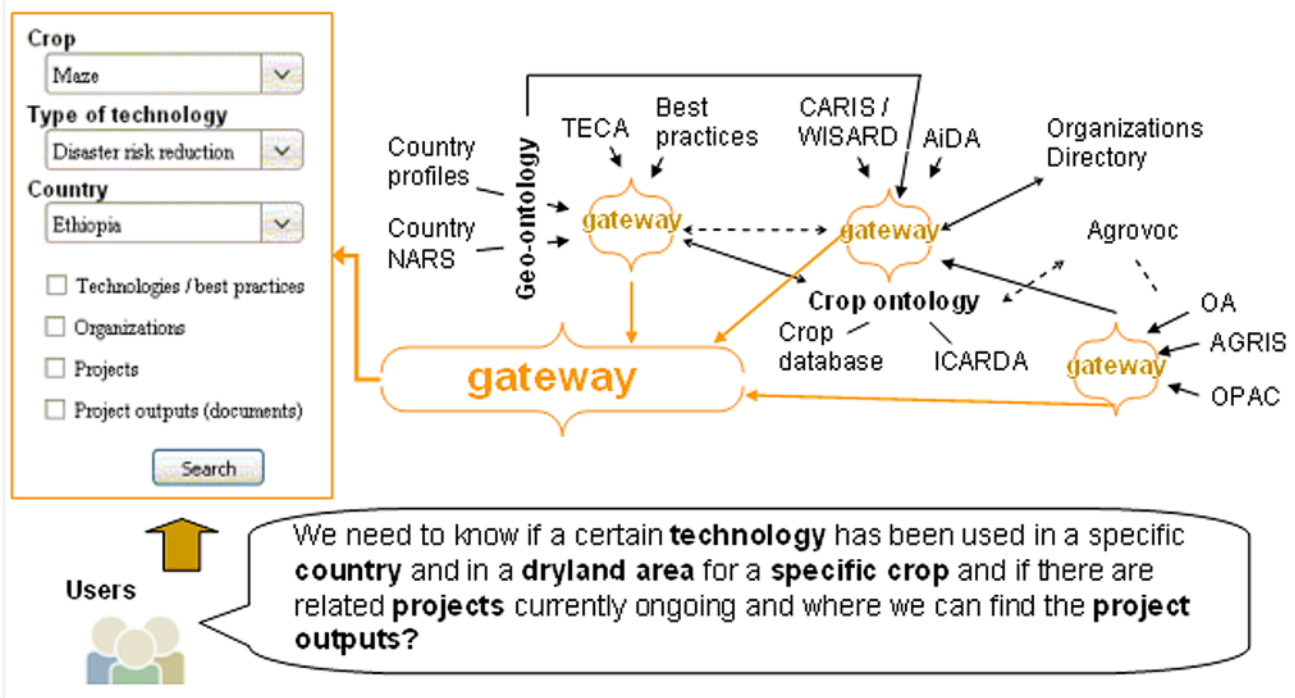 Crop
Maze
Type of technology
Disaster risk reduction
Country
Ethiopia
Technologies / best practices
Organizations
Projects
Project outputs (documents)
Search
Country
profiles
Country
NARS
Geo-ontology
TECA
Best
practices
gateway
CARIS /
WISARD
AiDA
Organizations
Directory
gateway
Agrovoc
Crop ontology
Crop
database
ICARDA
OA
AGRIS
OPAC
gateway
gateway
Users
We need to know if a certain technology has been used in a specific
country and in a dryland area for a specific crop and if there are
related projects currently ongoing and where we can find the project
outputs?